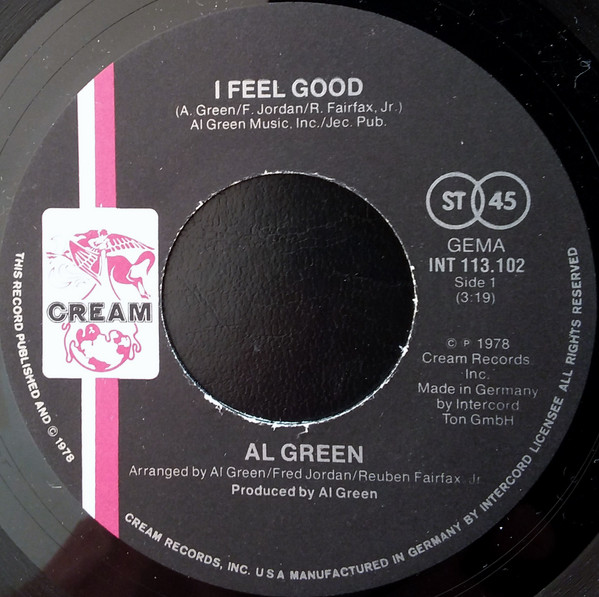 I FEEL GOOD
(A. Green/F. Jordan/R. Fairfax, Jr.)
Al Green Music, Inc./Jec. Pub.
ST 45
GEMA
INT 113.102
Side 1
(3:19)
CREAM
© ℗ 1978
Cream Records
Inc.
Made in Germany
by Intercord
Ton GmbH
AL GREEN
Arranged by Al Green/Fred Jordan/Reuben Fairfax, Jr
Produced by Al Green
THIS RECORD PUBLISHED AND © 1978
CREAM RECORDS, INC. USA MANUFACTURED IN GERMANY BY INTERCORD LICENSEE ALL RIGHTS RESERVED